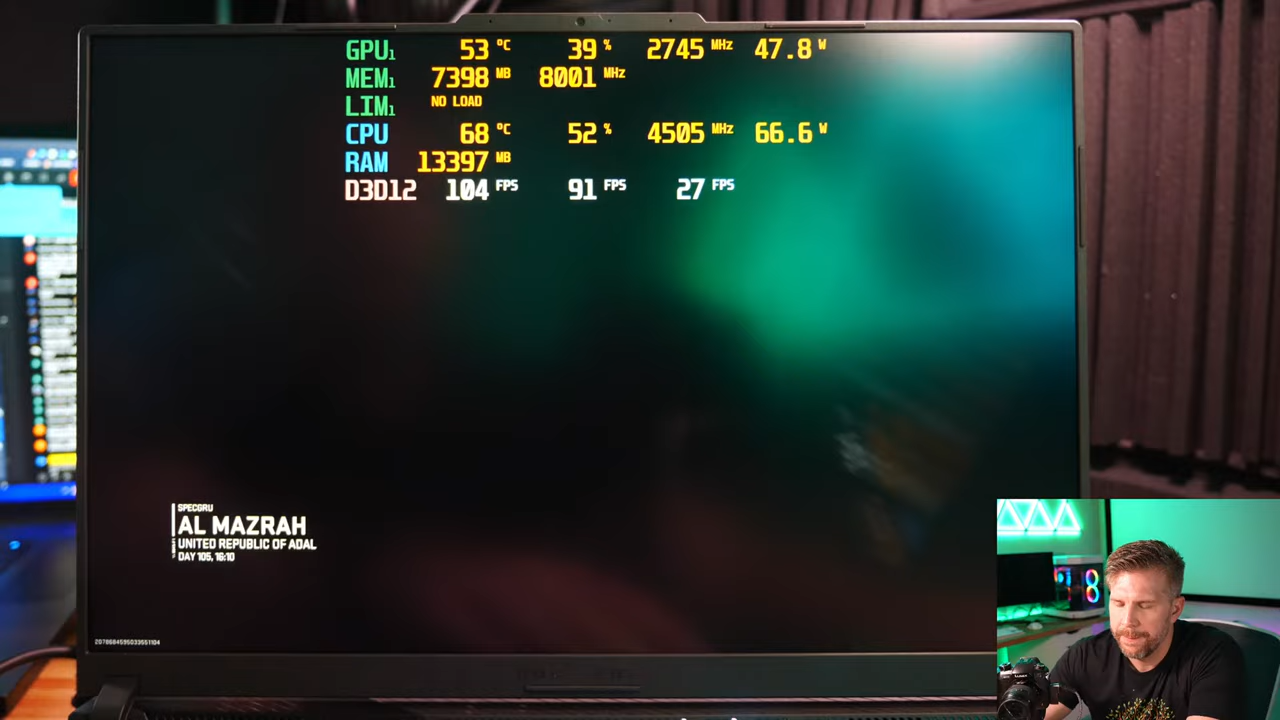 GPU1 53 °C 39 % 2745 MHz 47.8 W
MEM1 7398 MB 8001 MHz
LIM1 NO LOAD
CPU 68 °C 52 % 4505 MHz 66.6 W
RAM 13397 MB
D3D12 104 FPS 91 FPS 27 FPS
SPECGRU
AL MAZRAH
UNITED REPUBLIC OF ADAL
DAY 105, 16:10